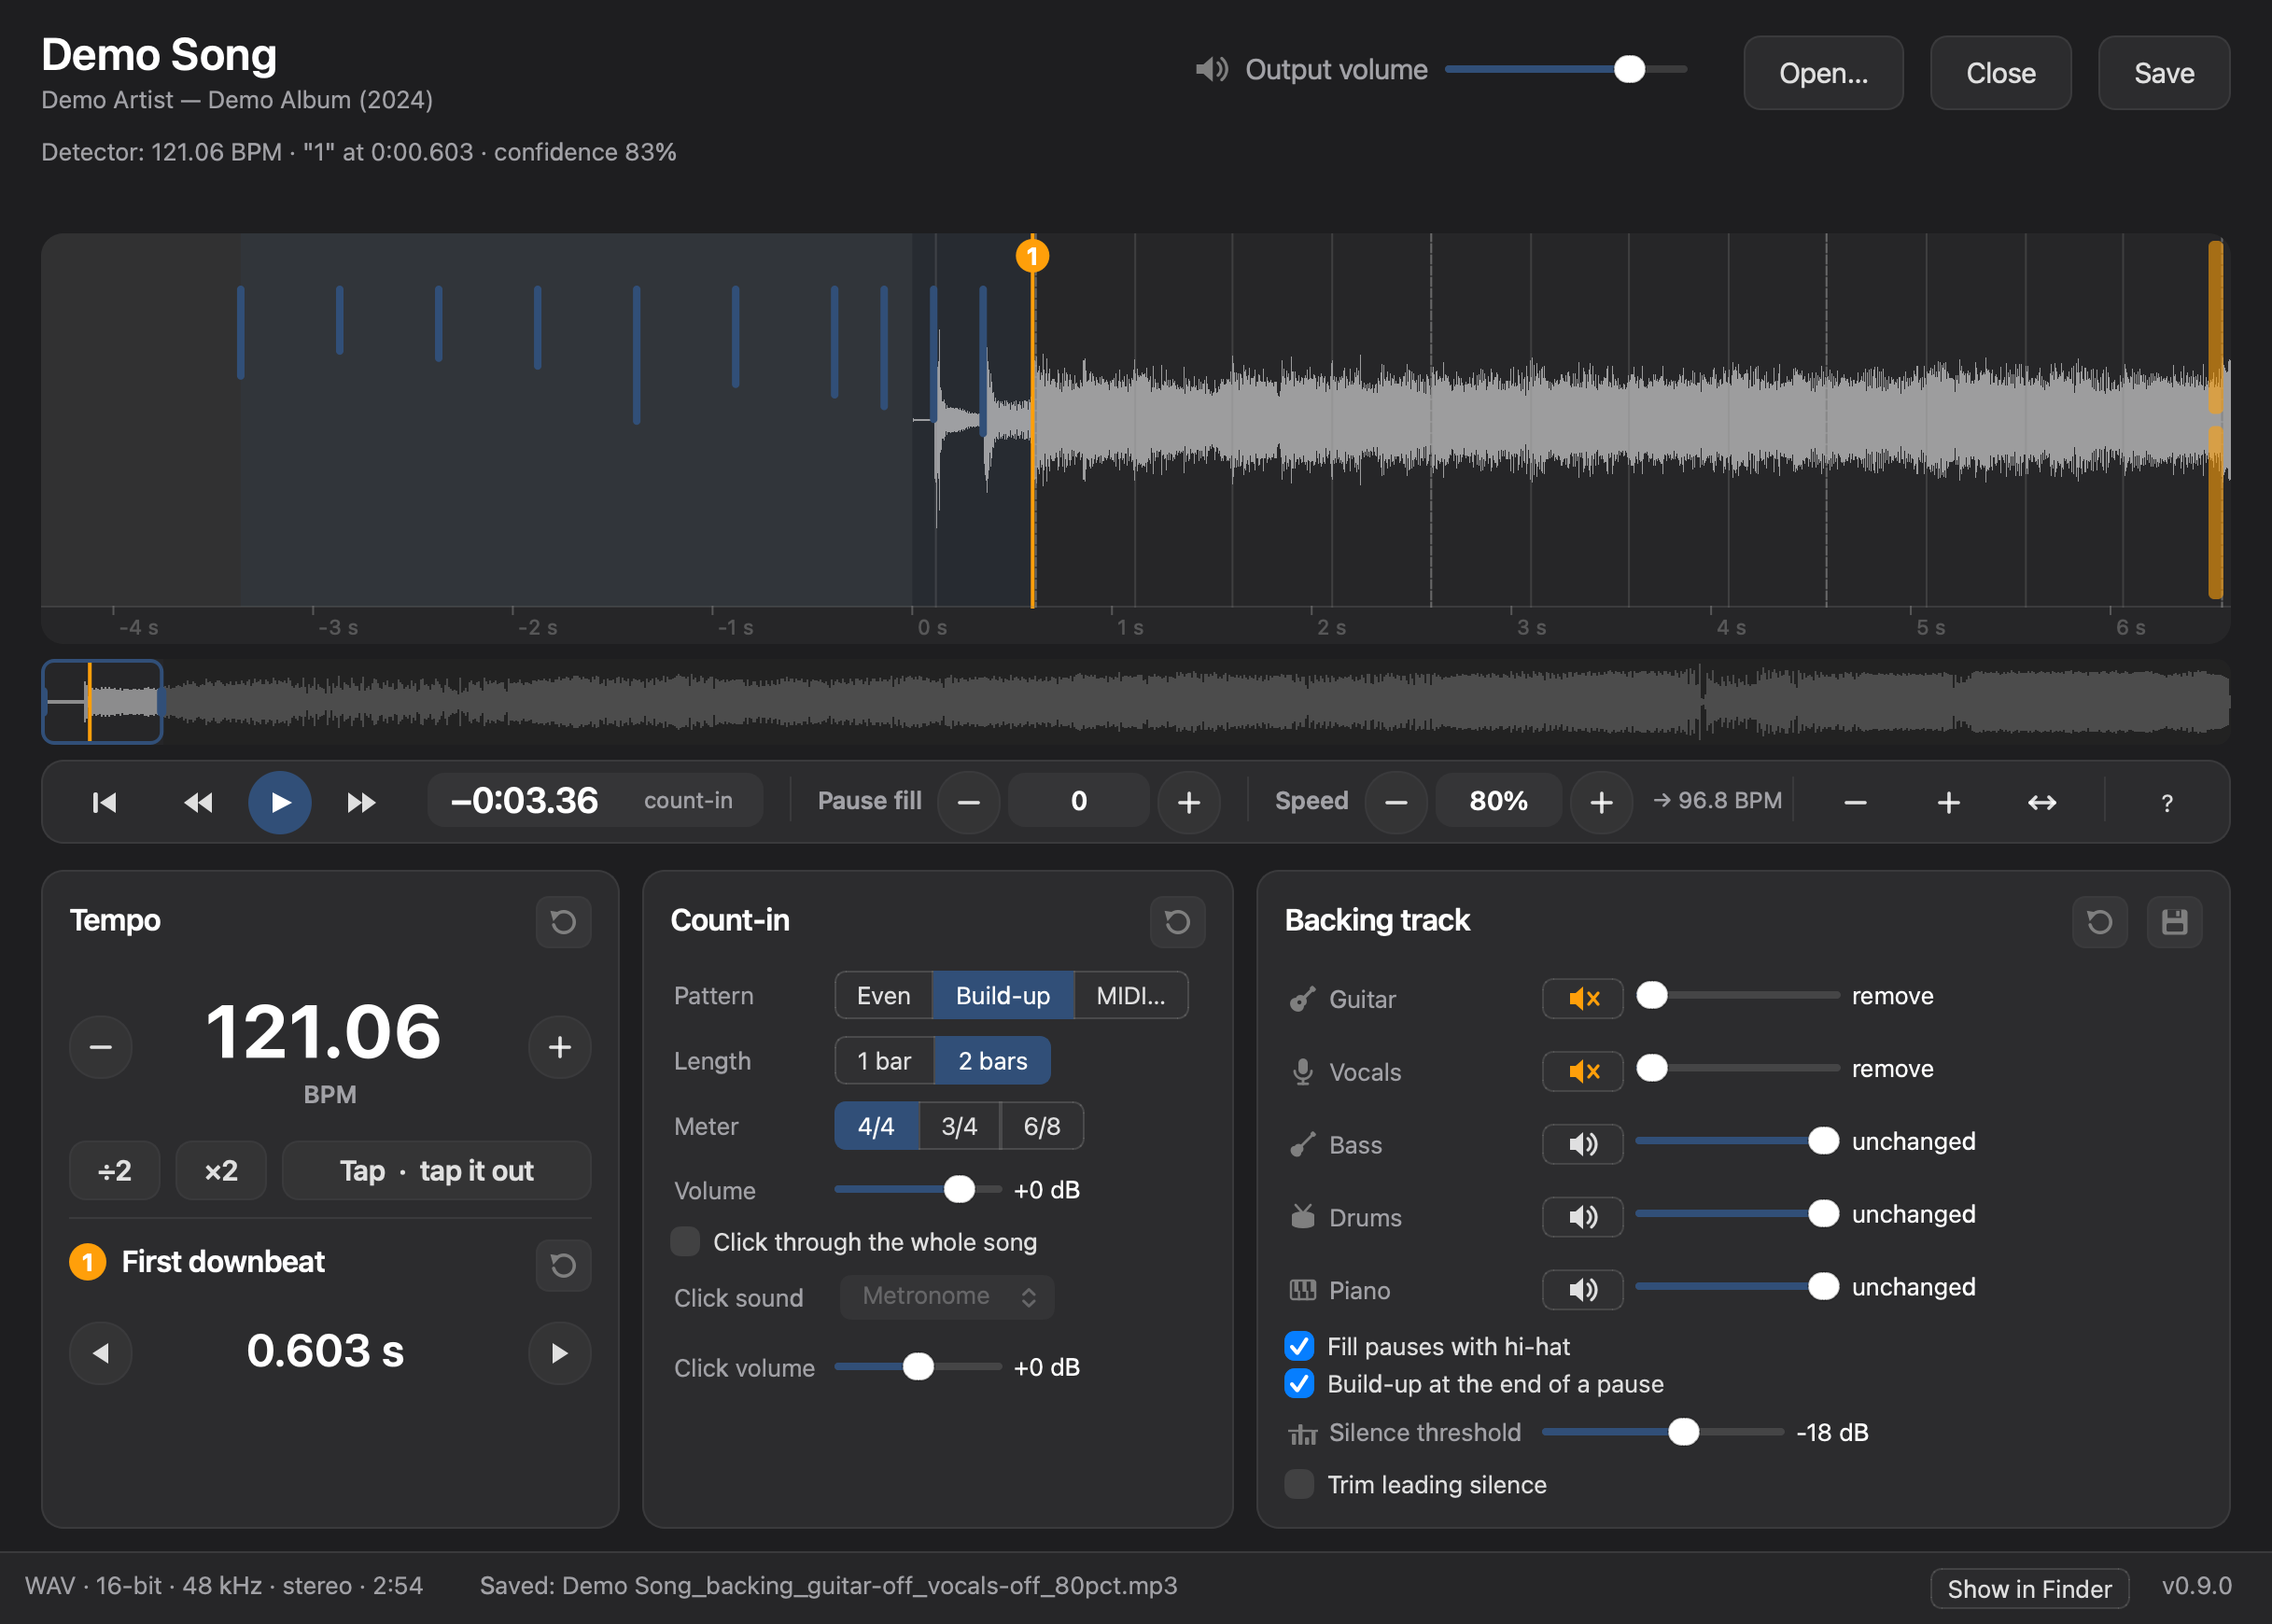 Demo Song
Output volume
Open...
Close
Save
Demo Artist — Demo Album (2024)
Detector: 121.06 BPM · "1" at 0:00.603 · confidence 83%
1
-4 s -3 s -2 s -1 s 0 s 1 s 2 s 3 s 4 s 5 s 6 s
–0:03.36 count-in Pause fill − 0 + Speed − 80% + → 96.8 BPM − + ↔ ?
Tempo
− 121.06 +
BPM
÷2 ×2 Tap · tap it out
1 First downbeat
0.603 s
Count-in
Pattern Even Build-up MIDI...
Length 1 bar 2 bars
Meter 4/4 3/4 6/8
Volume +0 dB
Click through the whole song
Click sound Metronome
Click volume +0 dB
Backing track
Guitar remove
Vocals remove
Bass unchanged
Drums unchanged
Piano unchanged
Fill pauses with hi-hat
Build-up at the end of a pause
Silence threshold -18 dB
Trim leading silence
WAV · 16-bit · 48 kHz · stereo · 2:54 Saved: Demo Song_backing_guitar-off_vocals-off_80pct.mp3 Show in Finder v0.9.0